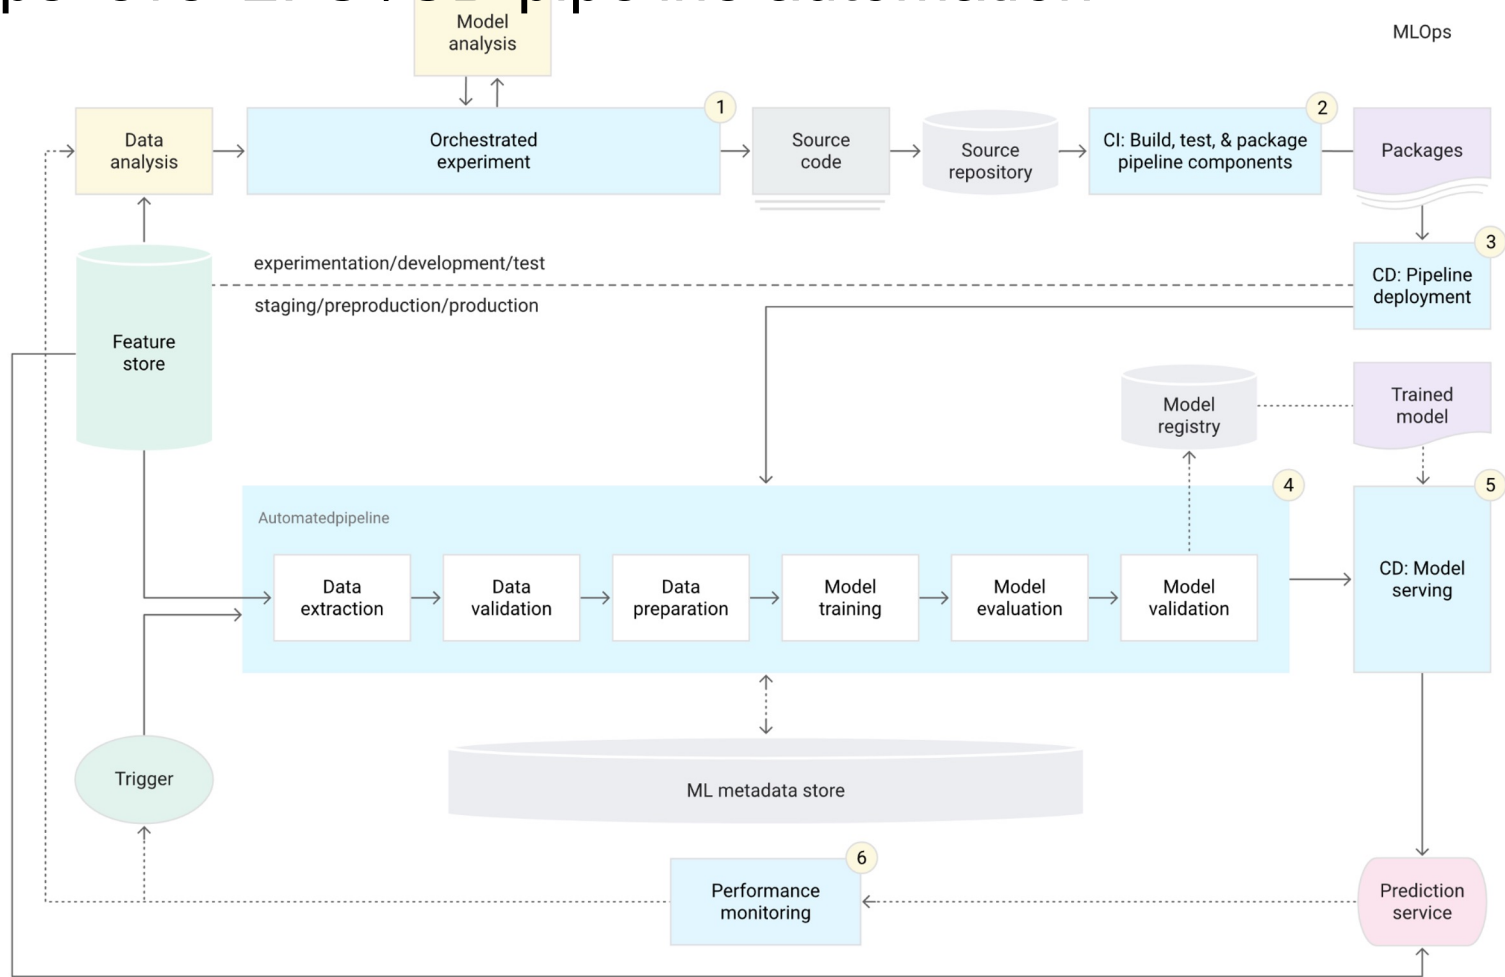 pipeline automation
Model
analysis
MLOps
Data
analysis
Orchestrated
experiment
1
Source
code
Source
repository
CI: Build, test, & package
pipeline components
2
Packages
experimentation/development/test
staging/preproduction/production
CD: Pipeline
deployment
3
Feature
store
Model
registry
Trained
model
Automatedpipeline
4
Data
extraction
Data
validation
Data
preparation
Model
training
Model
evaluation
Model
validation
CD: Model
serving
5
Trigger
ML metadata store
Performance
monitoring
6
Prediction
service